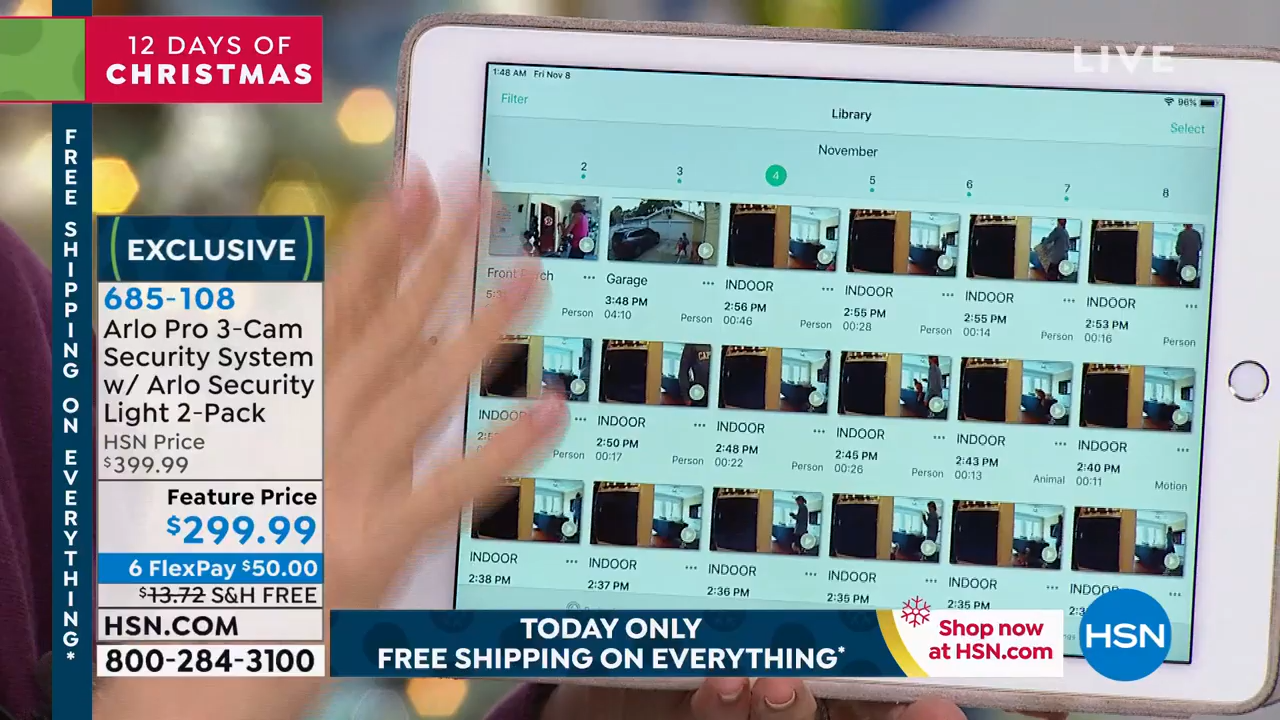 12 DAYS OF
CHRISTMAS
LIVE
FREE SHIPPING ON EVERYTHING*
EXCLUSIVE
685-108
Arlo Pro 3-Cam
Security System
w/ Arlo Security
Light 2-Pack
HSN Price
$399.99
Feature Price
$299.99
6 FlexPay $50.00
$13.72 S&H FREE
HSN.COM
800-284-3100
1:48 AM Fri Nov 8
96%
Filter
Library
Select
November
1 2 3 4 5 6 7 8
Front Porch
Garage
INDOOR
INDOOR
INDOOR
INDOOR
3:48 PM
2:56 PM
2:55 PM
2:55 PM
2:53 PM
04:10
00:46
00:28
00:14
00:16
Person
Person
Person
Person
Person
Person
INDOOR
INDOOR
INDOOR
INDOOR
INDOOR
INDOOR
2:50 PM
2:48 PM
2:45 PM
2:43 PM
2:40 PM
00:17
00:22
00:26
00:13
00:11
Person
Person
Person
Person
Animal
Motion
INDOOR
INDOOR
INDOOR
INDOOR
INDOOR
INDOOR
2:38 PM
2:37 PM
2:36 PM
2:35 PM
2:35 PM
TODAY ONLY
FREE SHIPPING ON EVERYTHING*
Shop now
at HSN.com
HSN